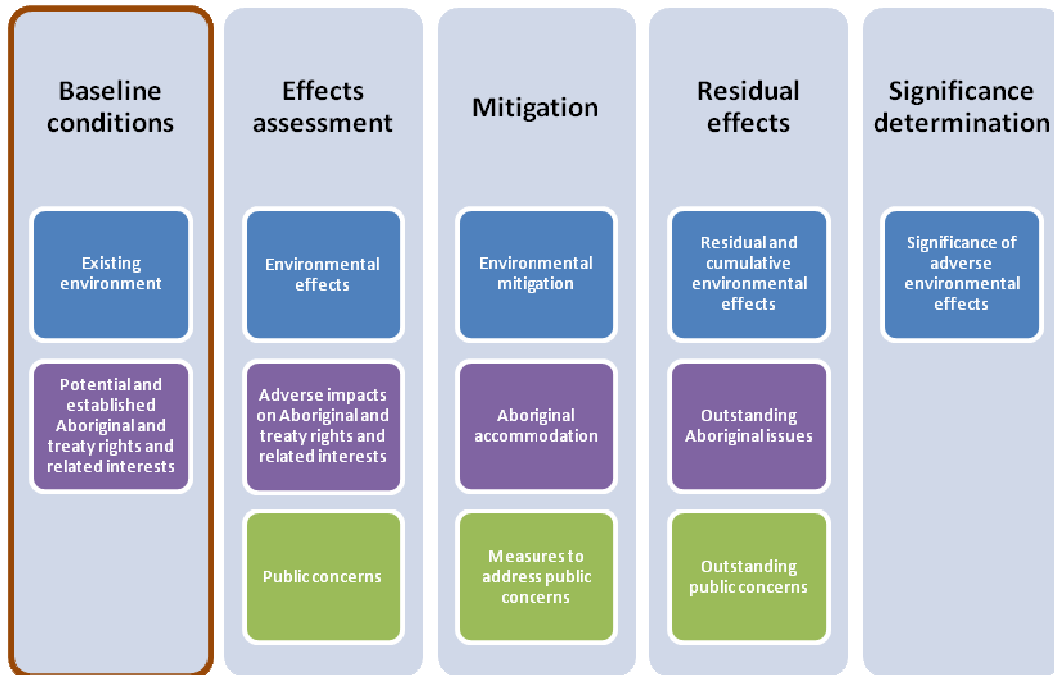 Baseline
conditions
Existing
environment
Potential and
established
Aboriginal and
treaty rights and
related interests
Effects
assessment
Environmental
effects
Adverse impacts
on Aboriginal and
treaty rights and
related interests
Public concerns
Mitigation
Environmental
mitigation
Aboriginal
accommodation
Measures to
address public
concerns
Residual
effects
Residual and
cumulative
environmental
effects
Outstanding
Aboriginal issues
Outstanding
public concerns
Significance
determination
Significance of
adverse
environmental
effects